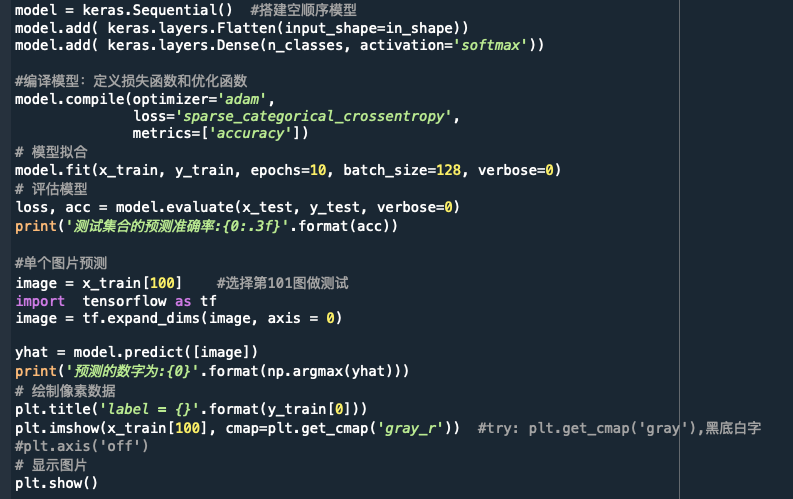 model = keras.Sequential()  #搭建空顺序模型
model.add( keras.layers.Flatten(input_shape=in_shape))
model.add( keras.layers.Dense(n_classes, activation='softmax'))
#编译模型：定义损失函数和优化函数
model.compile(optimizer='adam',
              loss='sparse_categorical_crossentropy',
              metrics=['accuracy'])
# 模型拟合
model.fit(x_train, y_train, epochs=10, batch_size=128, verbose=0)
# 评估模型
loss, acc = model.evaluate(x_test, y_test, verbose=0)
print('测试集合的预测准确率:{0:.3f}'.format(acc))
#单个图片预测
image = x_train[100]    #选择第101图做测试
import  tensorflow as tf
image = tf.expand_dims(image, axis = 0)
yhat = model.predict([image])
print('预测的数字为:{0}'.format(np.argmax(yhat)))
# 绘制像素数据
plt.title('label = {}'.format(y_train[0]))
plt.imshow(x_train[100], cmap=plt.get_cmap('gray_r'))  #try: plt.get_cmap('gray'),黑底白字
#plt.axis('off')
# 显示图片
plt.show()